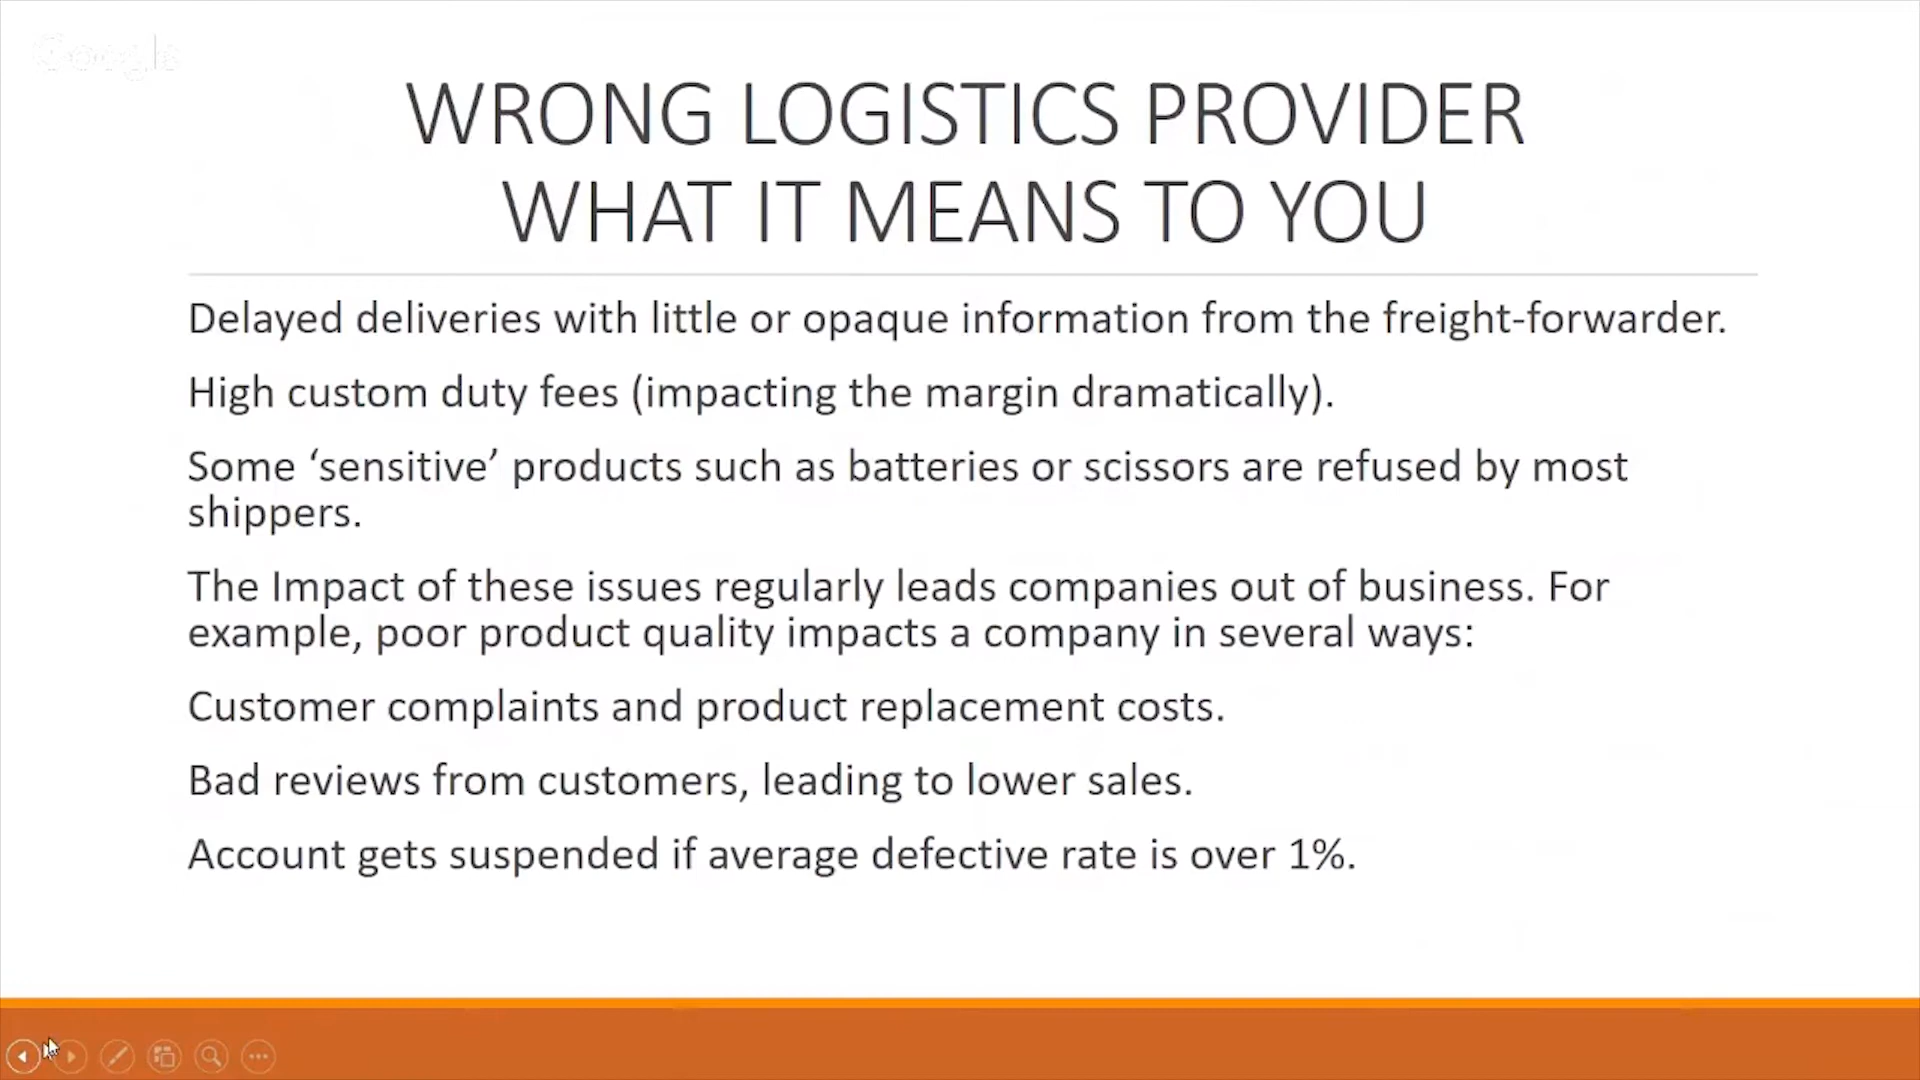 Google
WRONG LOGISTICS PROVIDER
WHAT IT MEANS TO YOU
Delayed deliveries with little or opaque information from the freight-forwarder.
High custom duty fees (impacting the margin dramatically).
Some ‘sensitive’ products such as batteries or scissors are refused by most
shippers.
The Impact of these issues regularly leads companies out of business. For
example, poor product quality impacts a company in several ways:
Customer complaints and product replacement costs.
Bad reviews from customers, leading to lower sales.
Account gets suspended if average defective rate is over 1%.